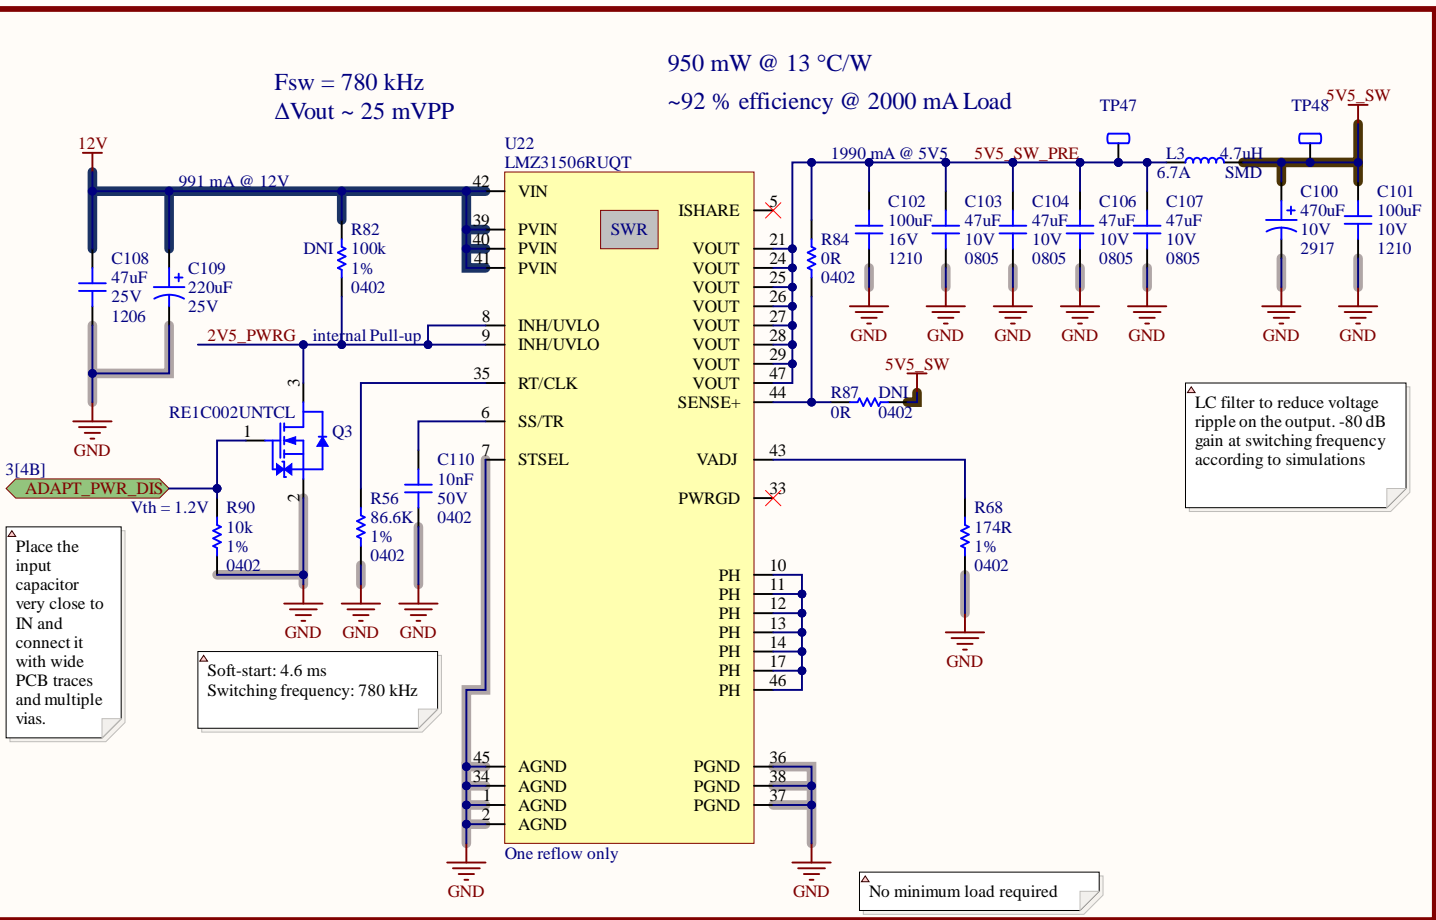 Fsw = 780 kHz
ΔVout ~ 25 mVPP
950 mW @ 13 °C/W
~92 % efficiency @ 2000 mA Load
12V
991 mA @ 12V
C108
47uF
25V
1206
C109
220uF
25V
R82
DNI
100k
1%
0402
2V5_PWRG
internal Pull-up
RE1C002UNTCL
Q3
1
2
3
3[4B]
ADAPT_PWR_DIS
Vth = 1.2V
R90
10k
1%
0402
GND
GND
GND
GND
R56
86.6K
1%
0402
C110
10nF
50V
0402
Place the
input
capacitor
very close to
IN and
connect it
with wide
PCB traces
and multiple
vias.
Soft-start: 4.6 ms
Switching frequency: 780 kHz
U22
LMZ31506RUQT
SWR
42 VIN
39 PVIN
40 PVIN
41 PVIN
8 INH/UVLO
9 INH/UVLO
35 RT/CLK
6 SS/TR
7 STSEL
45 AGND
34 AGND
1 AGND
2 AGND
GND
One reflow only
ISHARE 5
VOUT 21
VOUT 24
VOUT 25
VOUT 26
VOUT 27
VOUT 28
VOUT 29
VOUT 47
SENSE+ 44
VADJ 43
PWRGD 33
PH 10
PH 11
PH 12
PH 13
PH 14
PH 17
PH 46
PGND 36
PGND 38
PGND 37
GND
1990 mA @ 5V5
5V5_SW_PRE
TP47
L3
6.7A
4.7uH
SMD
TP48
5V5_SW
R84
0R
0402
C102
100uF
16V
1210
C103
47uF
10V
0805
C104
47uF
10V
0805
C106
47uF
10V
0805
C107
47uF
10V
0805
C100
470uF
10V
2917
C101
100uF
10V
1210
GND
GND
GND
GND
GND
GND
GND
5V5_SW
R87
0R
DNI
0402
R68
174R
1%
0402
GND
LC filter to reduce voltage
ripple on the output. -80 dB
gain at switching frequency
according to simulations
No minimum load required